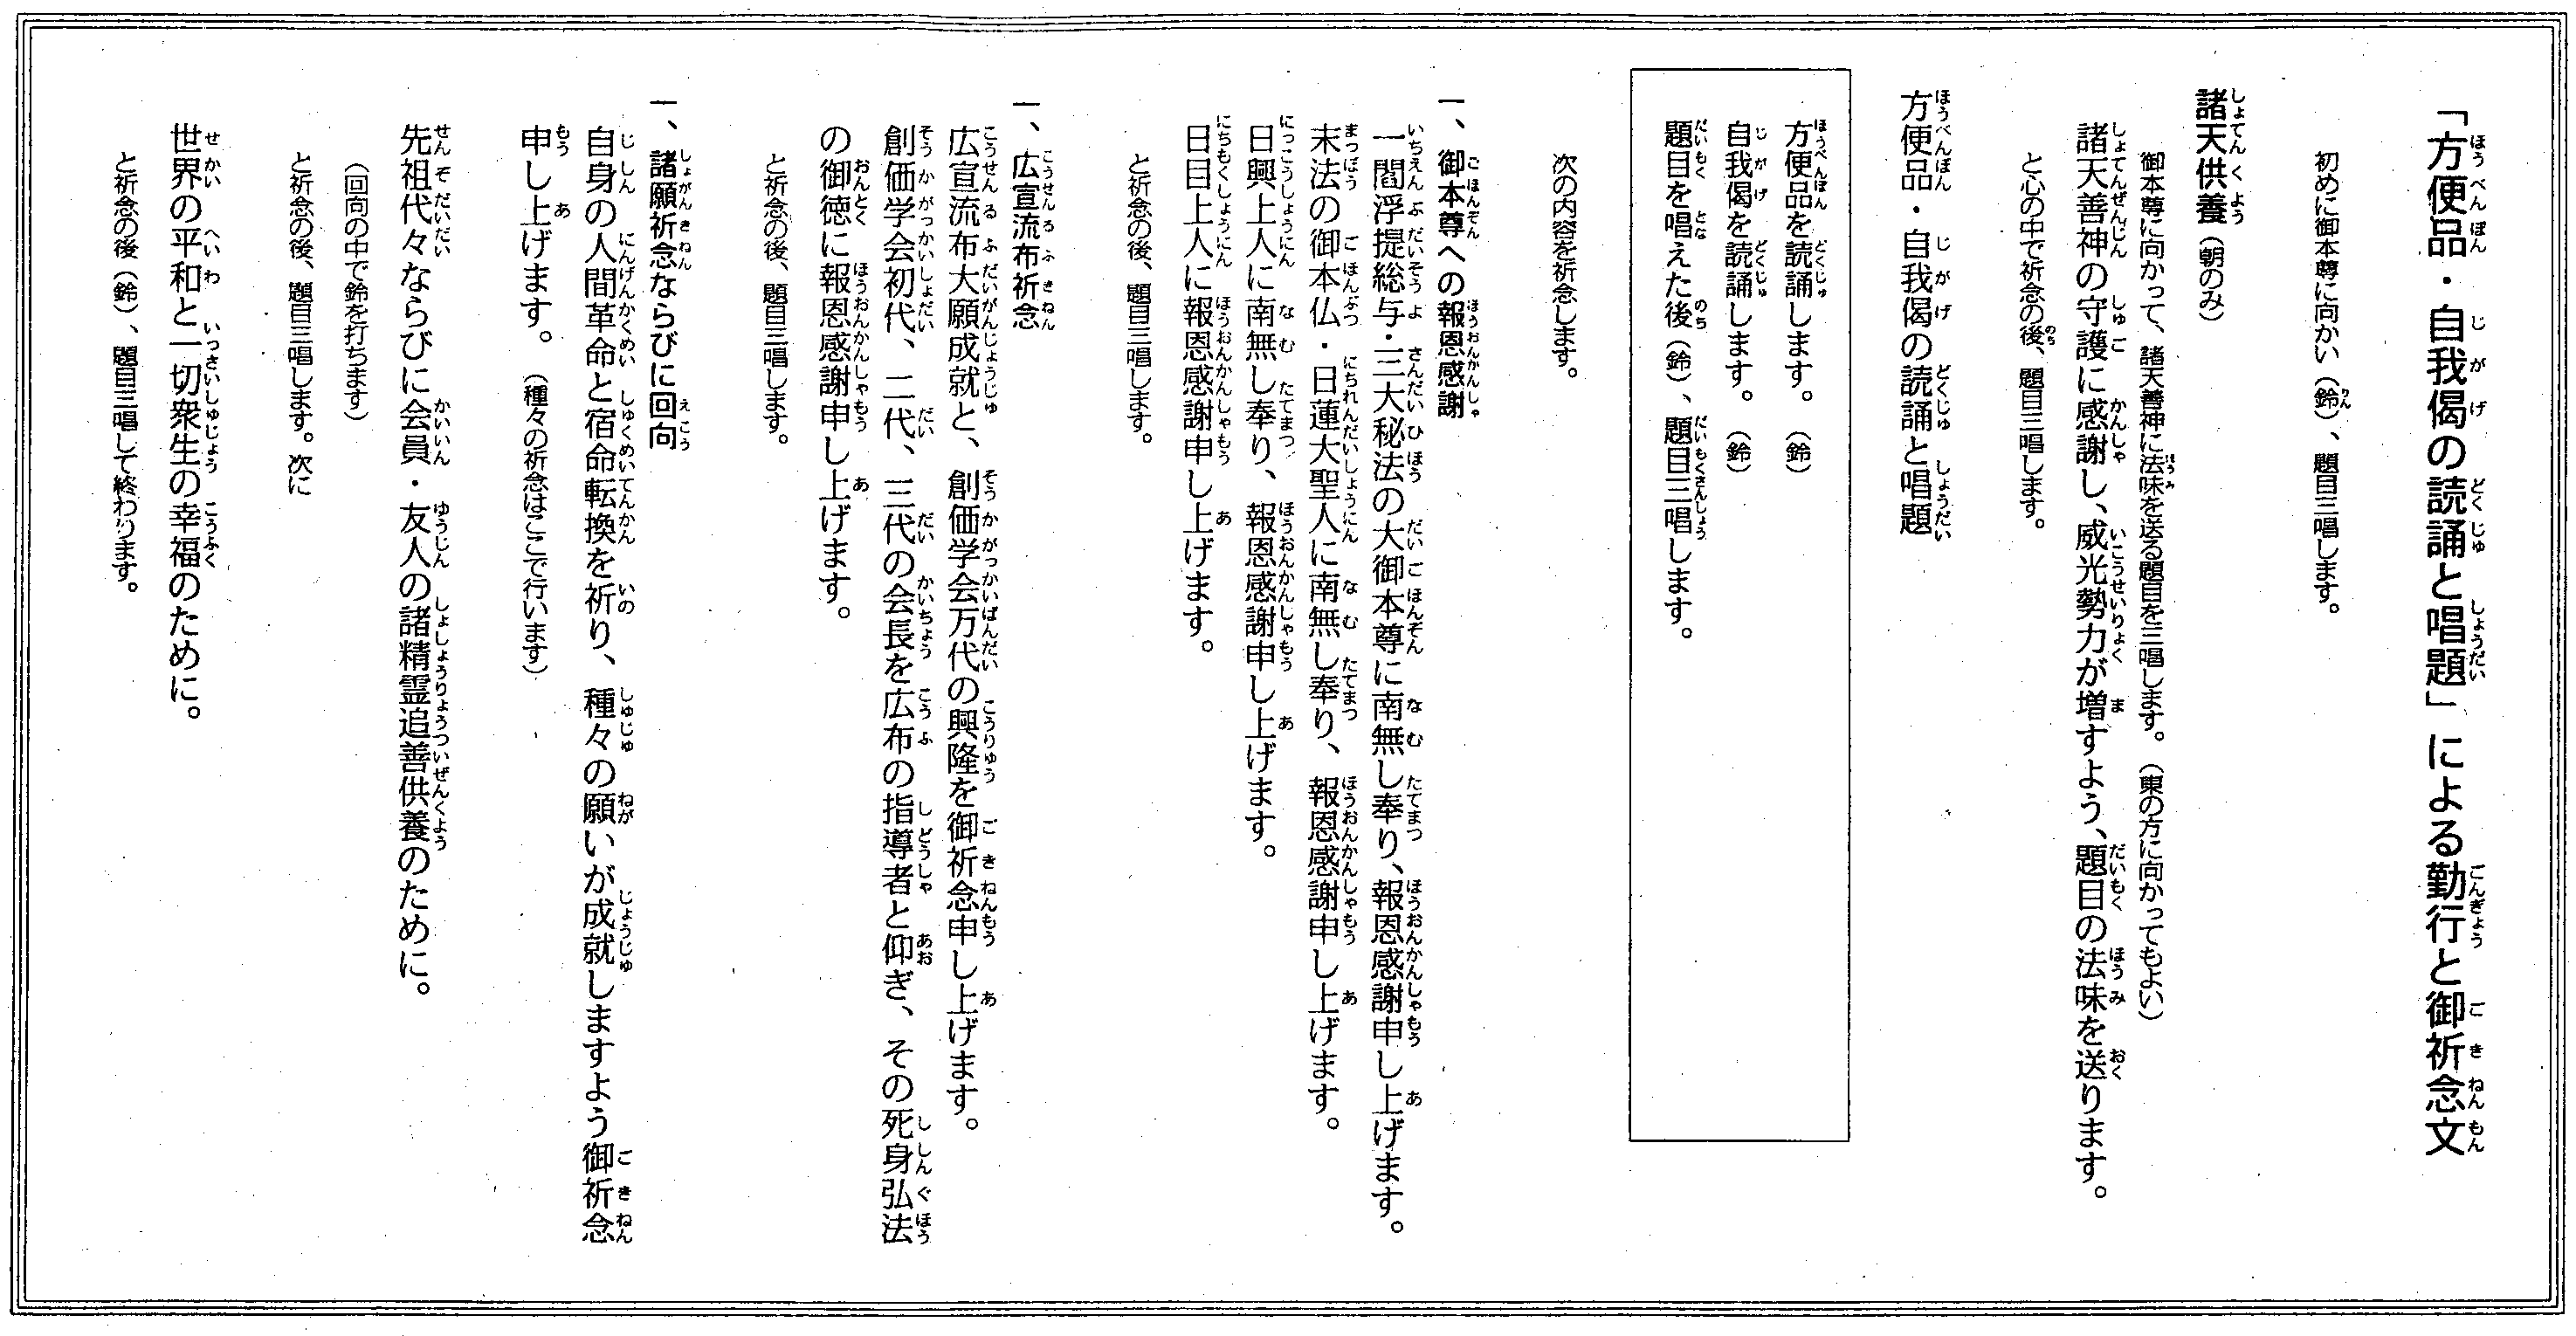 「方便品・自我偈の読誦と唱題」による勤行と御祈念文
初めに御本尊に向かい（鈴）、題目三唱します。
諸天供養（朝のみ）
御本尊に向かって、諸天善神に法味を送る題目を三唱します。（東の方に向かってもよい）
諸天善神の守護に感謝し、威光勢力が増すよう、題目の法味を送ります。
と心の中で祈念の後、題目三唱します。
方便品・自我偈の読誦と唱題
方便品を読誦します。（鈴）
自我偈を読誦します。（鈴）
題目を唱えた後（鈴）、題目三唱します。
次の内容を祈念します。
一、御本尊への報恩感謝
一閻浮提総与・三大秘法の大御本尊に南無し奉り、報恩感謝申し上げます。
末法の御本仏・日蓮大聖人に南無し奉り、報恩感謝申し上げます。
日興上人に南無し奉り、報恩感謝申し上げます。
日目上人に報恩感謝申し上げます。
と祈念の後、題目三唱します。
一、広宣流布祈念
広宣流布大願成就と、創価学会万代の興隆を御祈念申し上げます。
創価学会初代、二代、三代の会長を広布の指導者と仰ぎ、その死身弘法
の御徳に報恩感謝申し上げます。
と祈念の後、題目三唱します。
一、諸願祈念ならびに回向
自身の人間革命と宿命転換を祈り、種々の願いが成就しますよう御祈念
申し上げます。（種々の祈念はここで行います）
先祖代々ならびに会員・友人の諸精霊追善供養のために。
（回向の中で鈴を打ちます）
と祈念の後、題目三唱します。次に
世界の平和と一切衆生の幸福のために。
と祈念の後（鈴）、題目三唱して終わります。